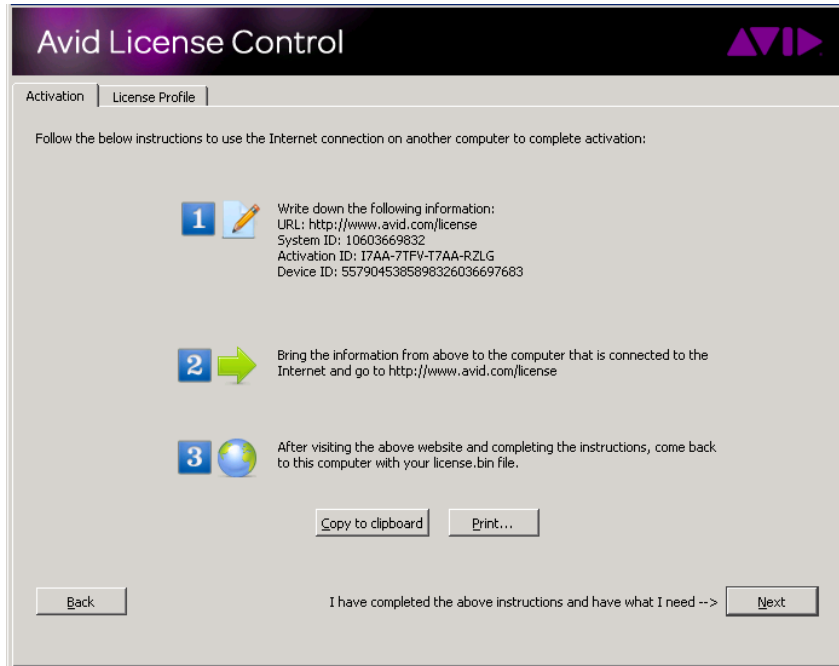 Avid License Control
AVID
Activation
License Profile
Follow the below instructions to use the Internet connection on another computer to complete activation:
1
Write down the following information:
URL: http://www.avid.com/license
System ID: 10603669832
Activation ID: I7AA-7TFV-T7AA-RZLG
Device ID: 5579045385898326036697683
2
Bring the information from above to the computer that is connected to the
Internet and go to http://www.avid.com/license
3
After visiting the above website and completing the instructions, come back
to this computer with your license.bin file.
Copy to clipboard
Print...
Back
I have completed the above instructions and have what I need -->
Next